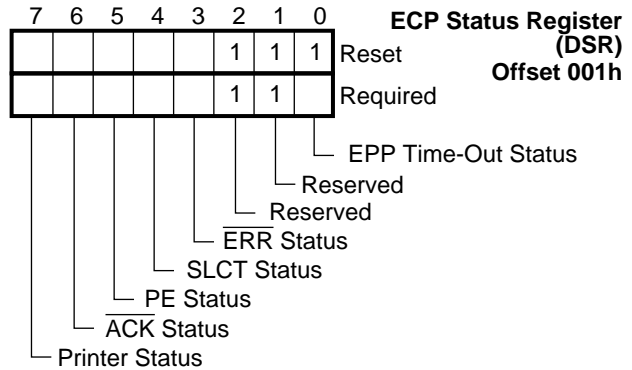 7 6 5 4 3 2 1 0
ECP Status Register
(DSR)
Offset 001h
1 1 1 Reset
1 1 Required
EPP Time-Out Status
Reserved
Reserved
ERR Status
SLCT Status
PE Status
ACK Status
Printer Status